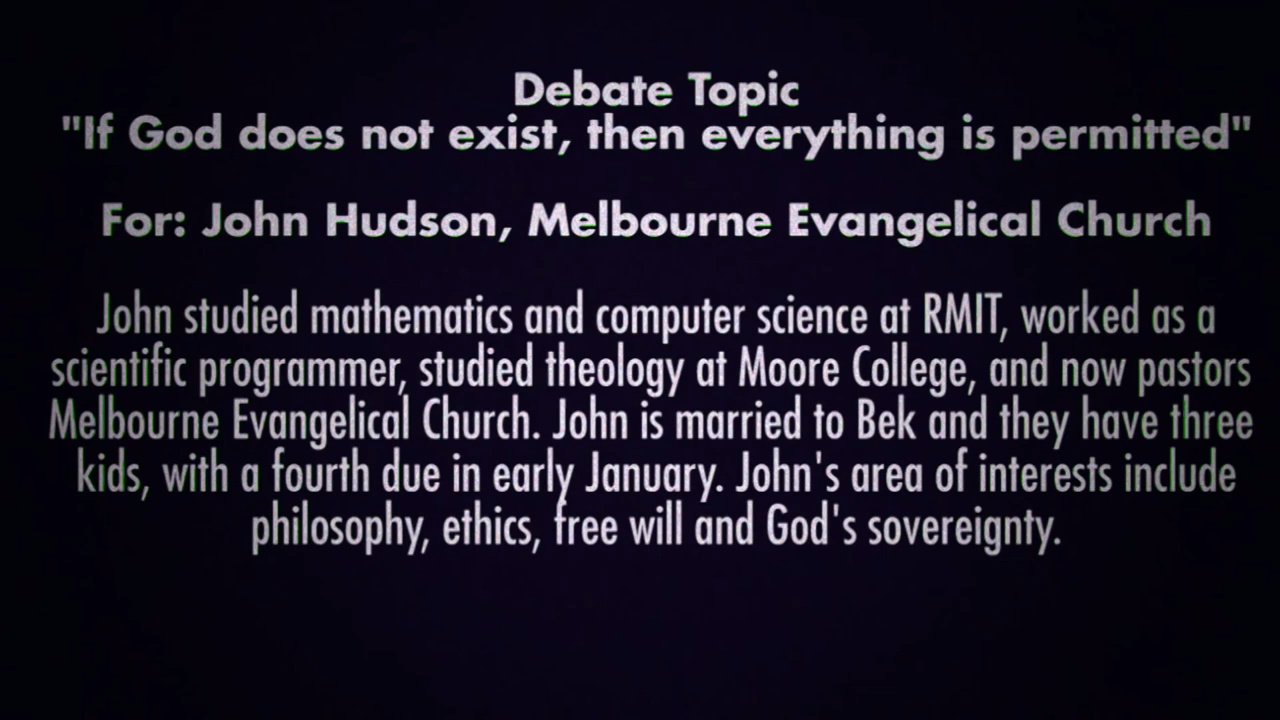 Debate Topic
"If God does not exist, then everything is permitted"
For: John Hudson, Melbourne Evangelical Church
John studied mathematics and computer science at RMIT, worked as a
scientific programmer, studied theology at Moore College, and now pastors
Melbourne Evangelical Church. John is married to Bek and they have three
kids, with a fourth due in early January. John's area of interests include
philosophy, ethics, free will and God's sovereignty.